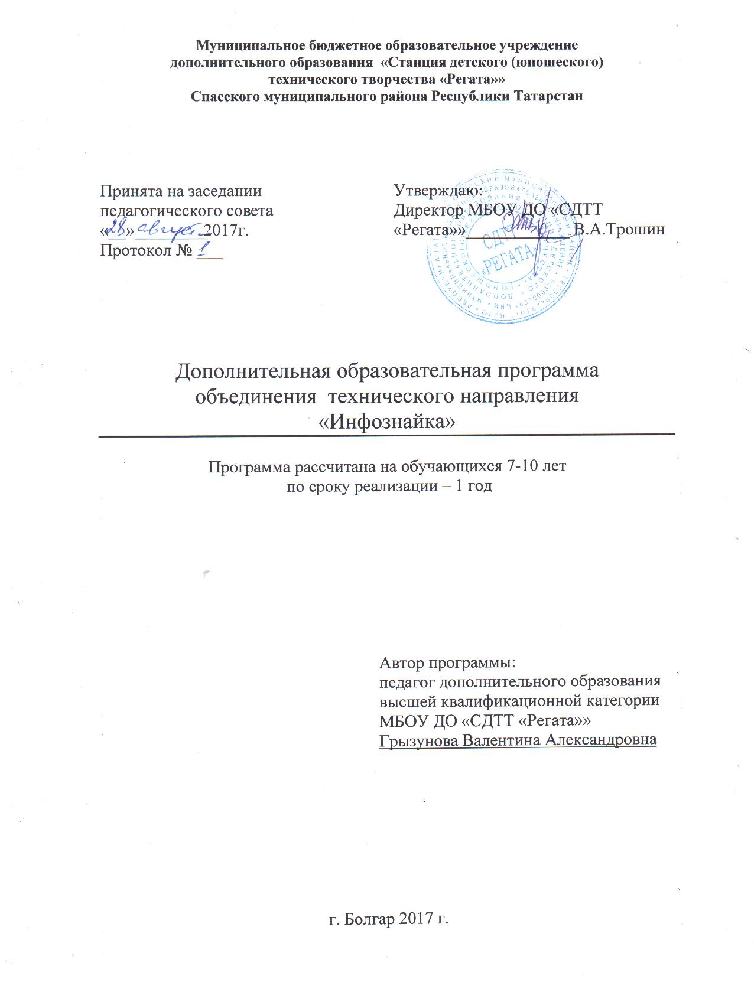 Муниципальное бюджетное образовательное учреждение
дополнительного образования «Станция детского (юношеского)
технического творчества «Регата»»
Спасского муниципального района Республики Татарстан
Принята на заседании
педагогического совета
«28» август 2017г.
Протокол № 1
Утверждаю:
Директор МБОУ ДО «СДТТ
«Регата»»____________ В.А.Трошин
СДТТ
«РЕГАТА»
Дополнительная образовательная программа
объединения технического направления
«Инфознайка»
Программа рассчитана на обучающихся 7-10 лет
по сроку реализации – 1 год
Автор программы:
педагог дополнительного образования
высшей квалификационной категории
МБОУ ДО «СДТТ «Регата»»
Грызунова Валентина Александровна
г. Болгар 2017 г.